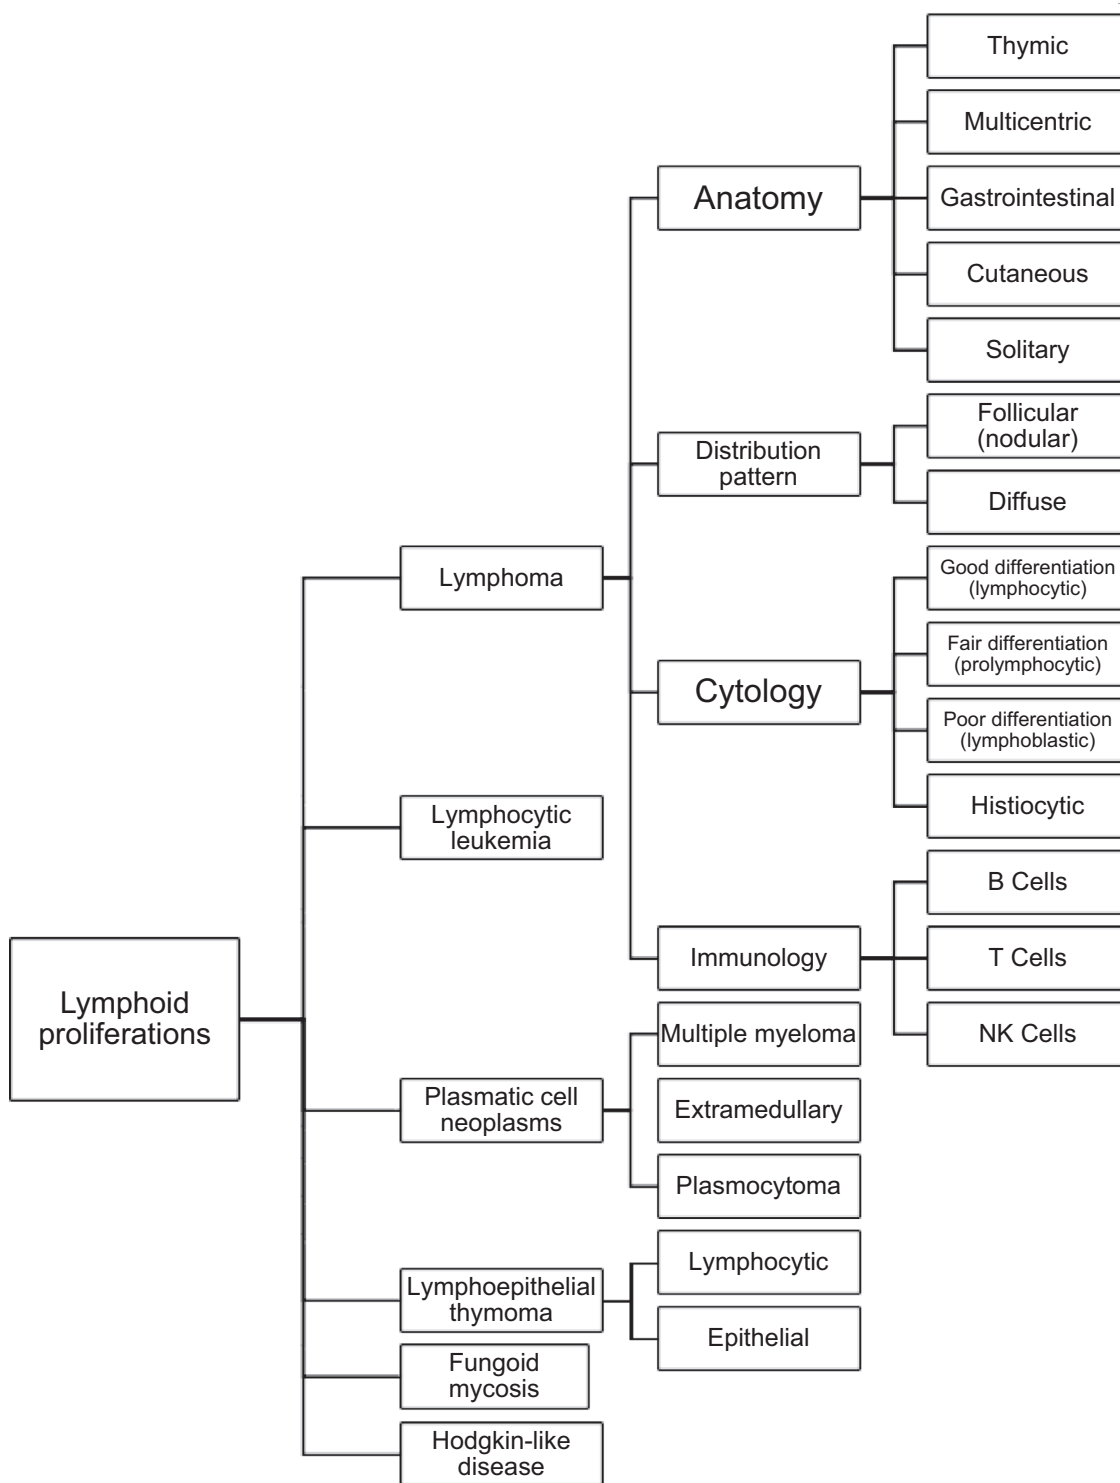 Thymic
Multicentric
Anatomy
Gastrointestinal
Cutaneous
Solitary
Follicular
(nodular)
Distribution
pattern
Diffuse
Lymphoma
Good differentiation
(lymphocytic)
Fair differentiation
(prolymphocytic)
Cytology
Poor differentiation
(lymphoblastic)
Histiocytic
Lymphocytic
leukemia
B Cells
Immunology
T Cells
NK Cells
Lymphoid
proliferations
Multiple myeloma
Plasmatic cell
neoplasms
Extramedullary
Plasmocytoma
Lymphoepithelial
thymoma
Lymphocytic
Epithelial
Fungoid
mycosis
Hodgkin-like
disease